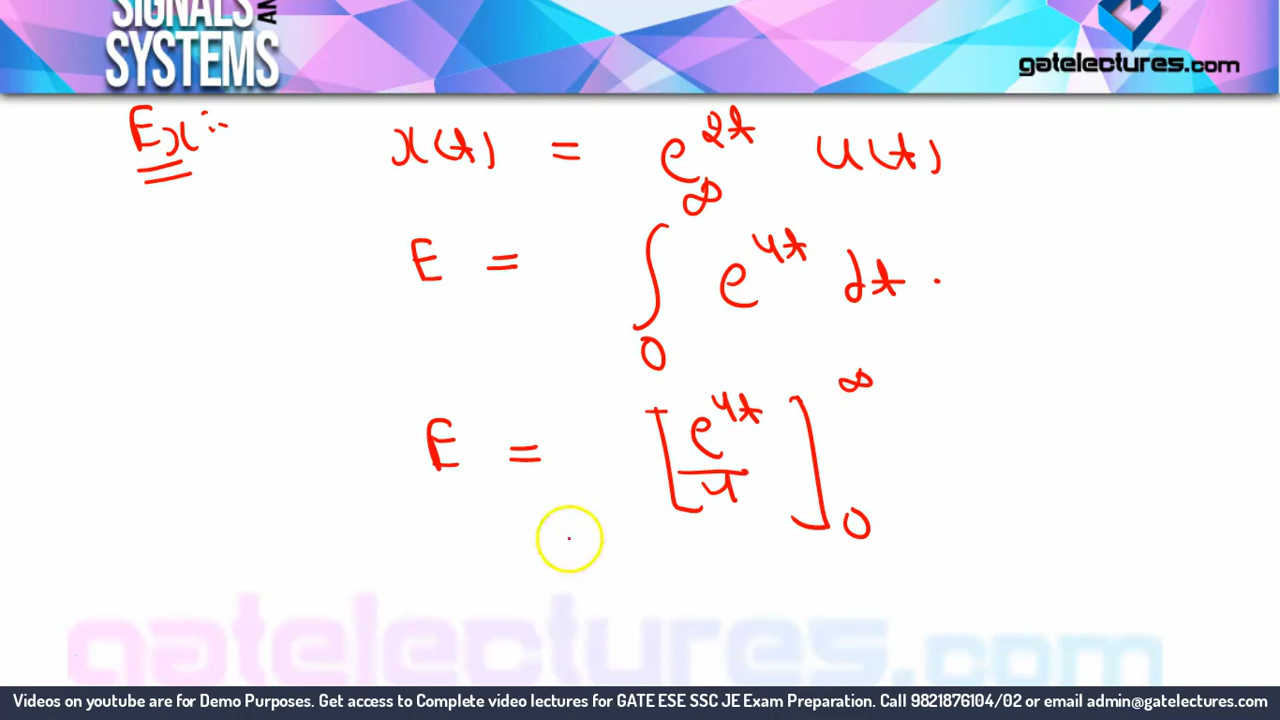 SIGNALS AND
SYSTEMS
gatelectures.com
Ex :-
x(t) = e^{2t} u(t)
E = ∫_0^∞ e^{4t} dt .
E = [e^{4t}/4]_0^∞
gatelectures.com
Videos on youtube are for Demo Purposes. Get access to Complete video lectures for GATE ESE SSC JE Exam Preparation. Call 9821876104/02 or email admin@gatelectures.com